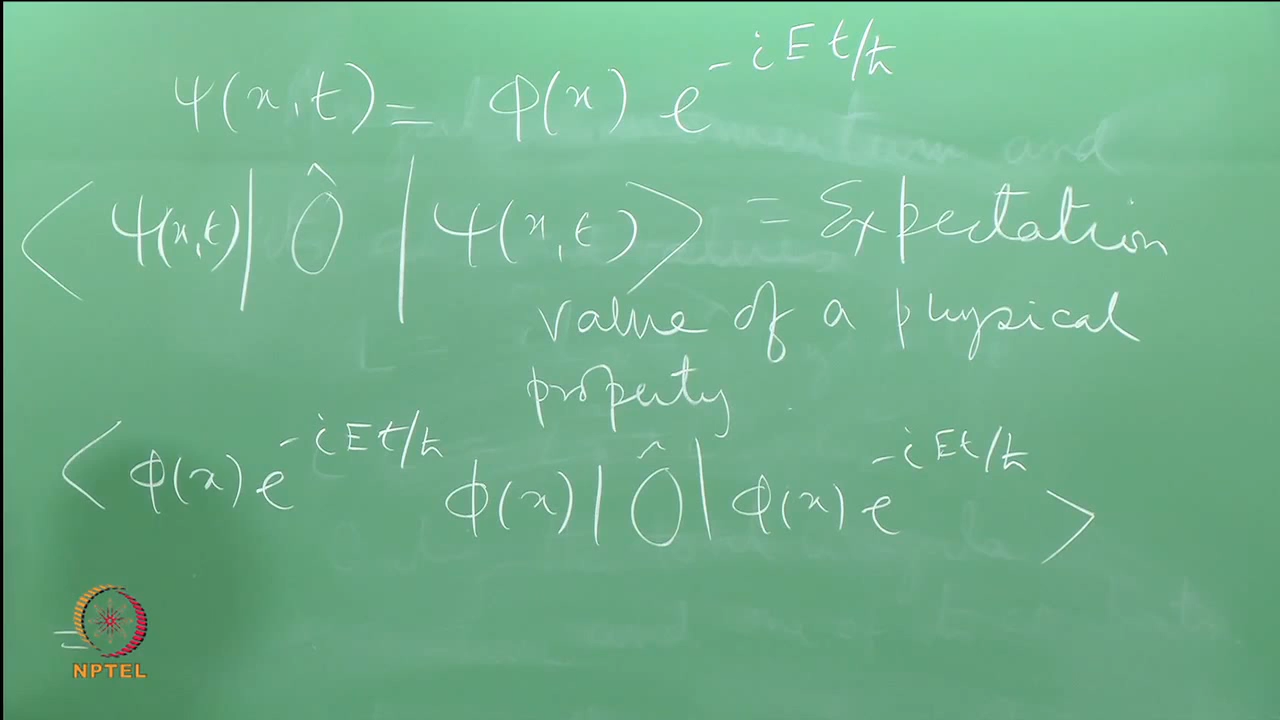 Ψ(x,t) = φ(x) e^{-iEt/ħ}
⟨Ψ(x,t)| Ô |Ψ(x,t)⟩ = Expectation
value of a physical
property
⟨φ(x) e^{-iEt/ħ} φ(x)| Ô |φ(x) e^{-iEt/ħ}⟩
=
NPTEL